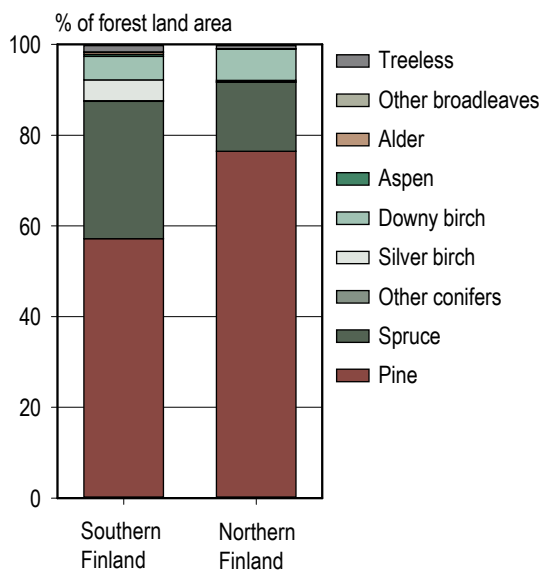 % of forest land area
100
80
60
40
20
0
Treeless
Other broadleaves
Alder
Aspen
Downy birch
Silver birch
Other conifers
Spruce
Pine
Southern
Finland
Northern
Finland